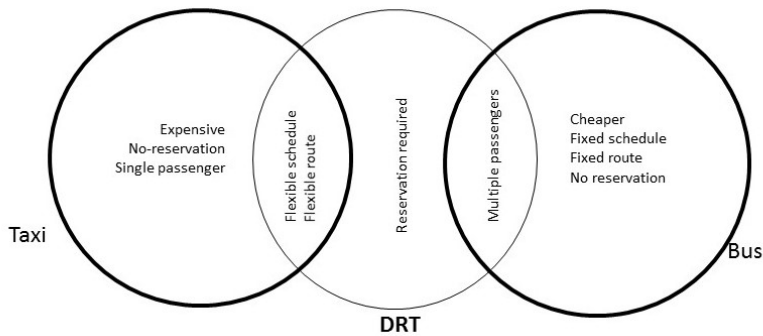 Expensive
No-reservation
Single passenger
Flexible schedule
Flexible route
Reservation required
Multiple passengers
Cheaper
Fixed schedule
Fixed route
No reservation
Taxi
Bus
DRT